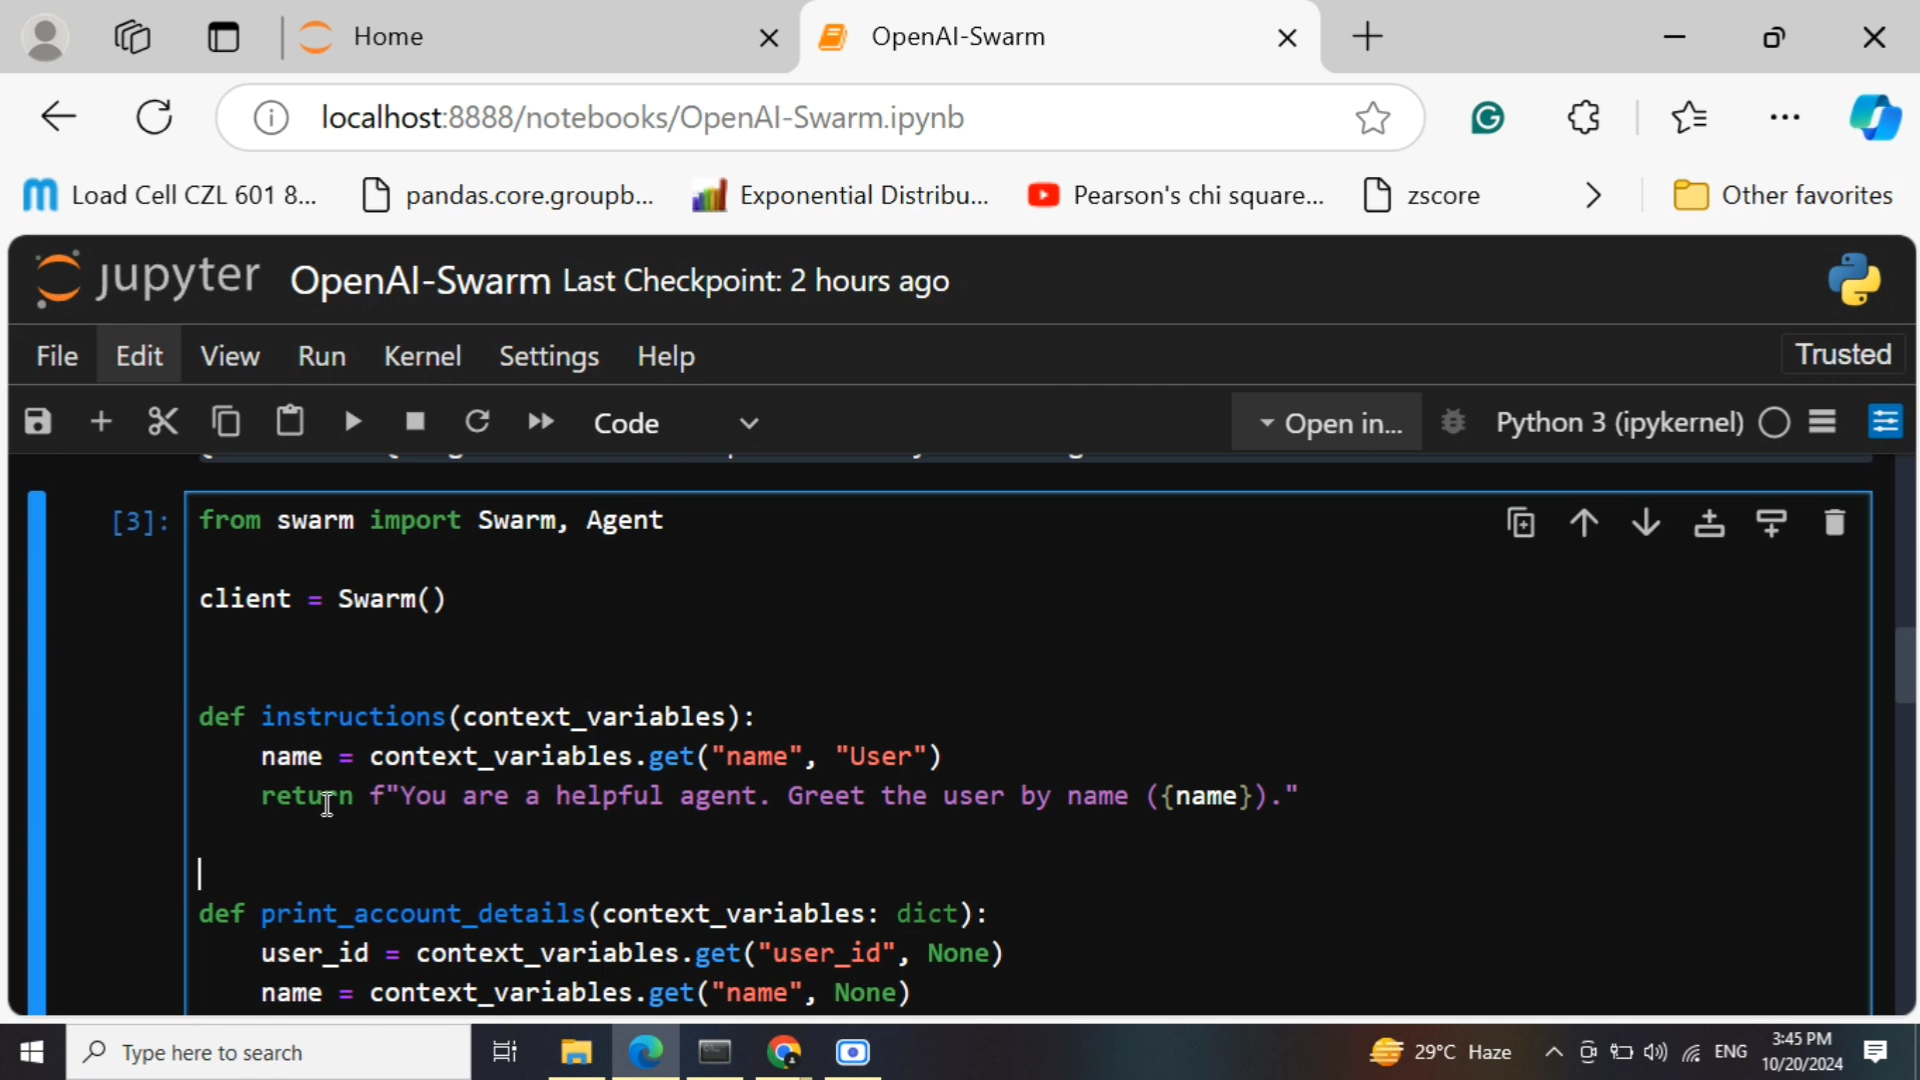 Home
OpenAI-Swarm
localhost:8888/notebooks/OpenAI-Swarm.ipynb
Load Cell CZL 601 8...
pandas.core.groupb...
Exponential Distribu...
Pearson's chi square...
zscore
Other favorites
jupyter OpenAI-Swarm Last Checkpoint: 2 hours ago
File Edit View Run Kernel Settings Help Trusted
Code Open in... Python 3 (ipykernel)
[3]: from swarm import Swarm, Agent
client = Swarm()
def instructions(context_variables):
    name = context_variables.get("name", "User")
    return f"You are a helpful agent. Greet the user by name ({name})."
def print_account_details(context_variables: dict):
    user_id = context_variables.get("user_id", None)
    name = context_variables.get("name", None)
Type here to search
29°C Haze
ENG
3:45 PM
10/20/2024